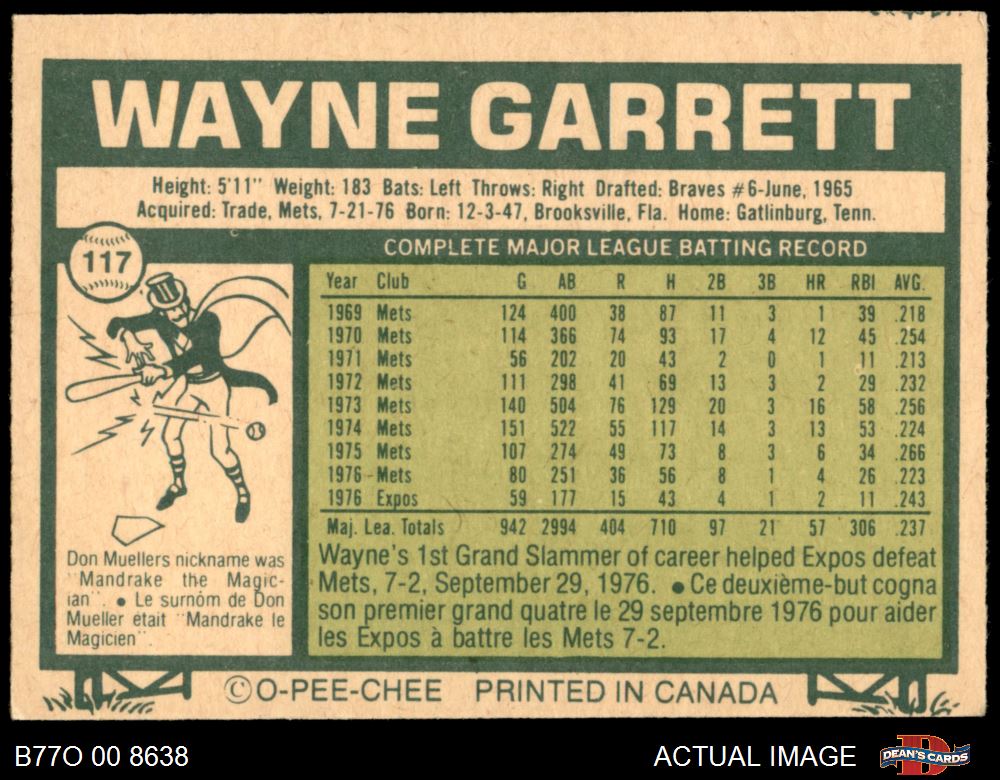 WAYNE GARRETT
Height: 5'11" Weight: 183 Bats: Left Throws: Right Drafted: Braves #6-June, 1965
Acquired: Trade, Mets, 7-21-76 Born: 12-3-47, Brooksville, Fla. Home: Gatlinburg, Tenn.
117
COMPLETE MAJOR LEAGUE BATTING RECORD
Year Club G AB R H 2B 3B HR RBI AVG.
1969 Mets 124 400 38 87 11 3 1 39 .218
1970 Mets 114 366 74 93 17 4 12 45 .254
1971 Mets 56 202 20 43 2 0 1 11 .213
1972 Mets 111 298 41 69 13 3 2 29 .232
1973 Mets 140 504 76 129 20 3 16 58 .256
1974 Mets 151 522 55 117 14 3 13 53 .224
1975 Mets 107 274 49 73 8 3 6 34 .266
1976 Mets 80 251 36 56 8 1 4 26 .223
1976 Expos 59 177 15 43 4 1 2 11 .243
Maj. Lea. Totals 942 2994 404 710 97 21 57 306 .237
Don Muellers nickname was
"Mandrake the Magic-
ian". • Le surnóm de Don
Mueller était "Mandrake le
Magicien".
Wayne's 1st Grand Slammer of career helped Expos defeat
Mets, 7-2, September 29, 1976. • Ce deuxième-but cogna
son premier grand quatre le 29 septembre 1976 pour aider
les Expos à battre les Mets 7-2.
© O-PEE-CHEE PRINTED IN CANADA
B77O 00 8638
ACTUAL IMAGE
DEAN'S CARDS